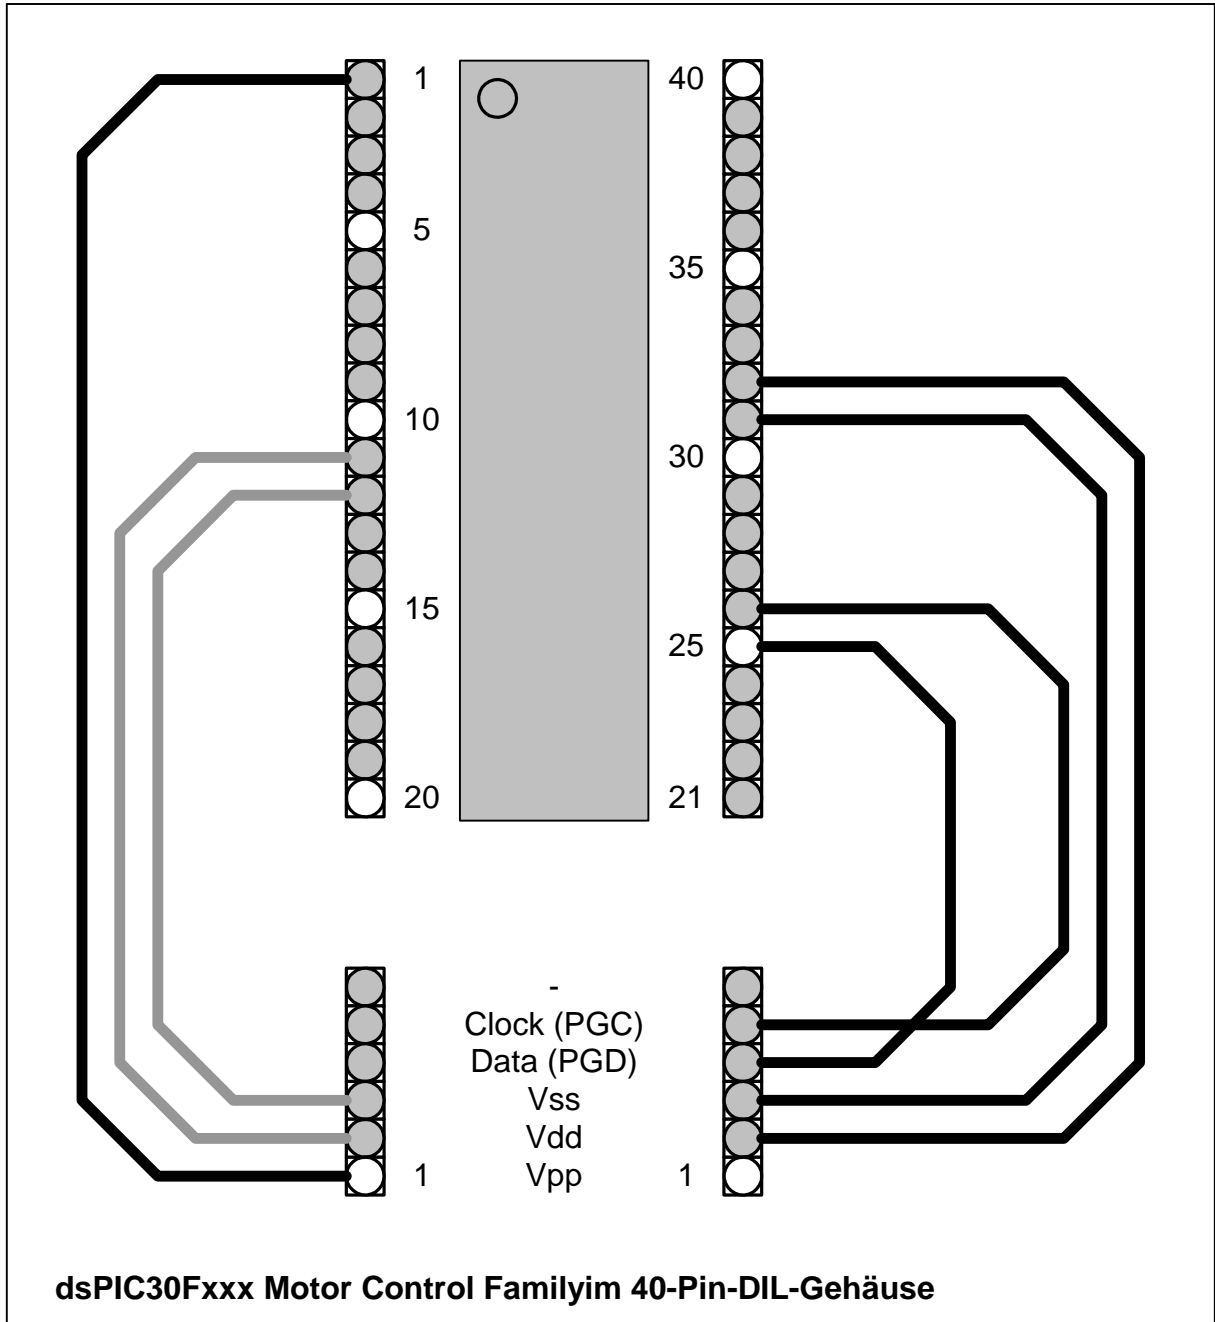 1
40
5
35
10
30
15
25
20
21
-
Clock (PGC)
Data (PGD)
Vss
Vdd
1 Vpp 1
dsPIC30Fxxx Motor Control Familyim 40-Pin-DIL-Gehäuse